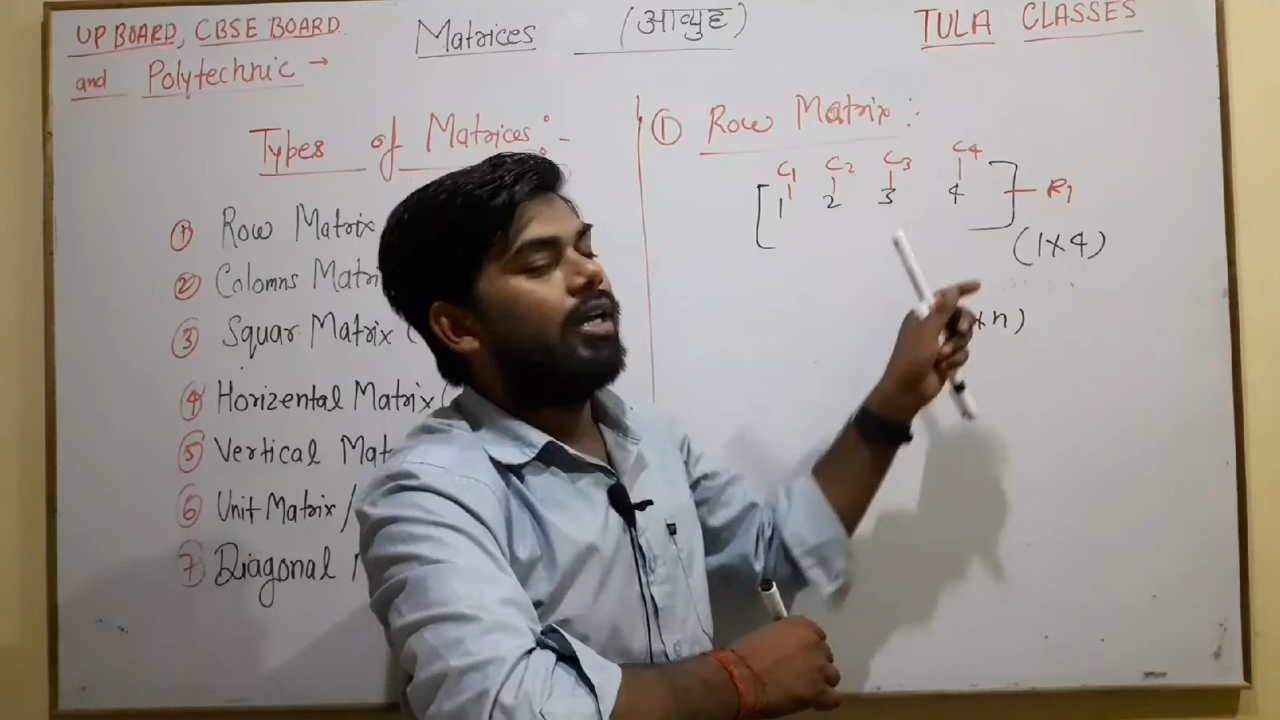 UP BOARD, CBSE BOARD
and Polytechnic →
Matrices (आव्युह)
TULA CLASSES
Types of Matrices:-
① Row Matrix
② Colomns Matri
③ Squar Matrix (
④ Horizental Matrix (
⑤ Vertical Mat
⑥ Unit Matrix /
⑦ Diagonal
① Row Matrix :
C1 C2 C3 C4
[1 2 3 4] — R1
(1×4)
×n)